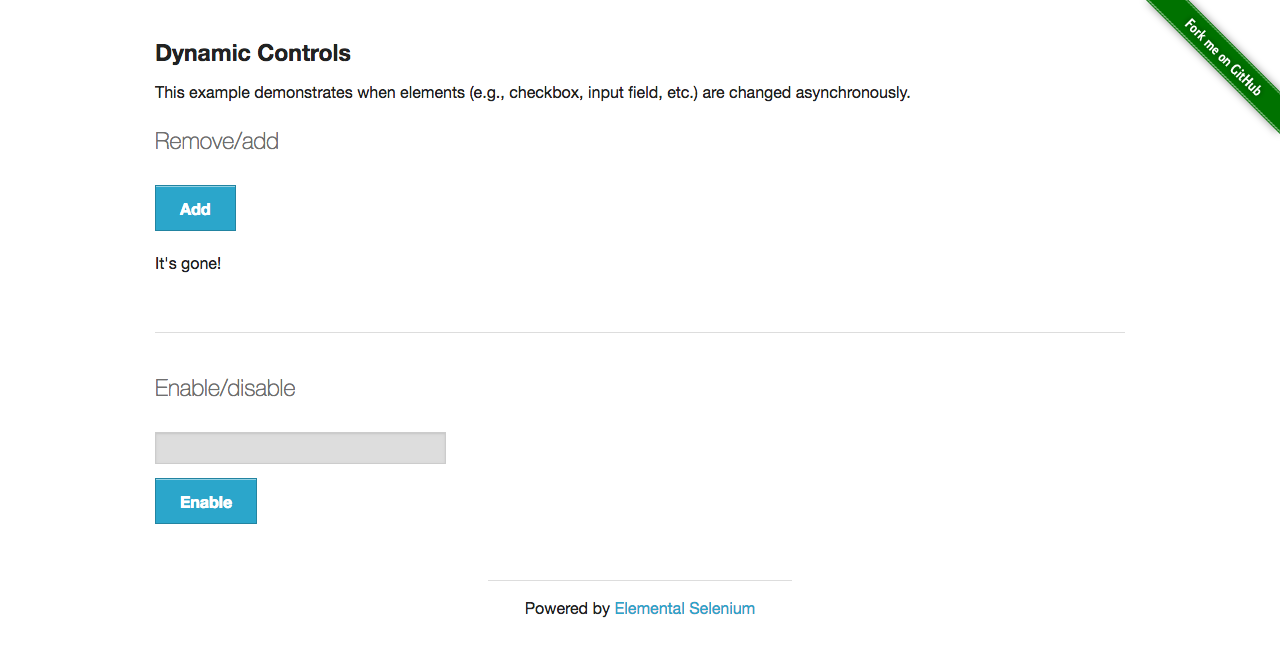 Fork me on GitHub
Dynamic Controls
This example demonstrates when elements (e.g., checkbox, input field, etc.) are changed asynchronously.
Remove/add
Add
It's gone!
Enable/disable
Enable
Powered by Elemental Selenium